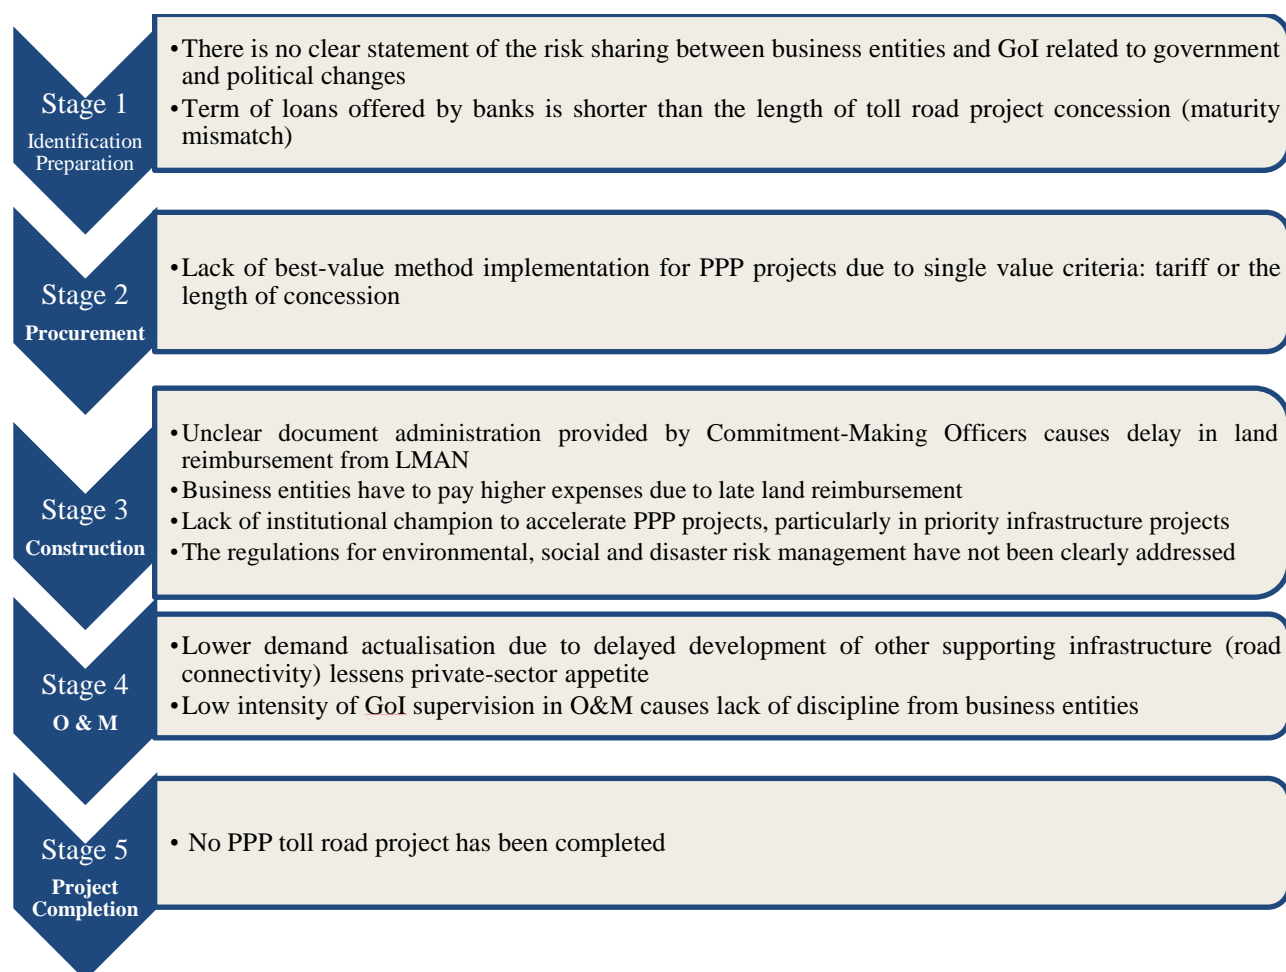 Stage 1
Identification
Preparation
•There is no clear statement of the risk sharing between business entities and GoI related to government
and political changes
•Term of loans offered by banks is shorter than the length of toll road project concession (maturity
mismatch)
Stage 2
Procurement
•Lack of best-value method implementation for PPP projects due to single value criteria: tariff or the
length of concession
Stage 3
Construction
•Unclear document administration provided by Commitment-Making Officers causes delay in land
reimbursement from LMAN
•Business entities have to pay higher expenses due to late land reimbursement
•Lack of institutional champion to accelerate PPP projects, particularly in priority infrastructure projects
•The regulations for environmental, social and disaster risk management have not been clearly addressed
Stage 4
O & M
•Lower demand actualisation due to delayed development of other supporting infrastructure (road
connectivity) lessens private-sector appetite
•Low intensity of GoI supervision in O&M causes lack of discipline from business entities
Stage 5
Project
Completion
• No PPP toll road project has been completed